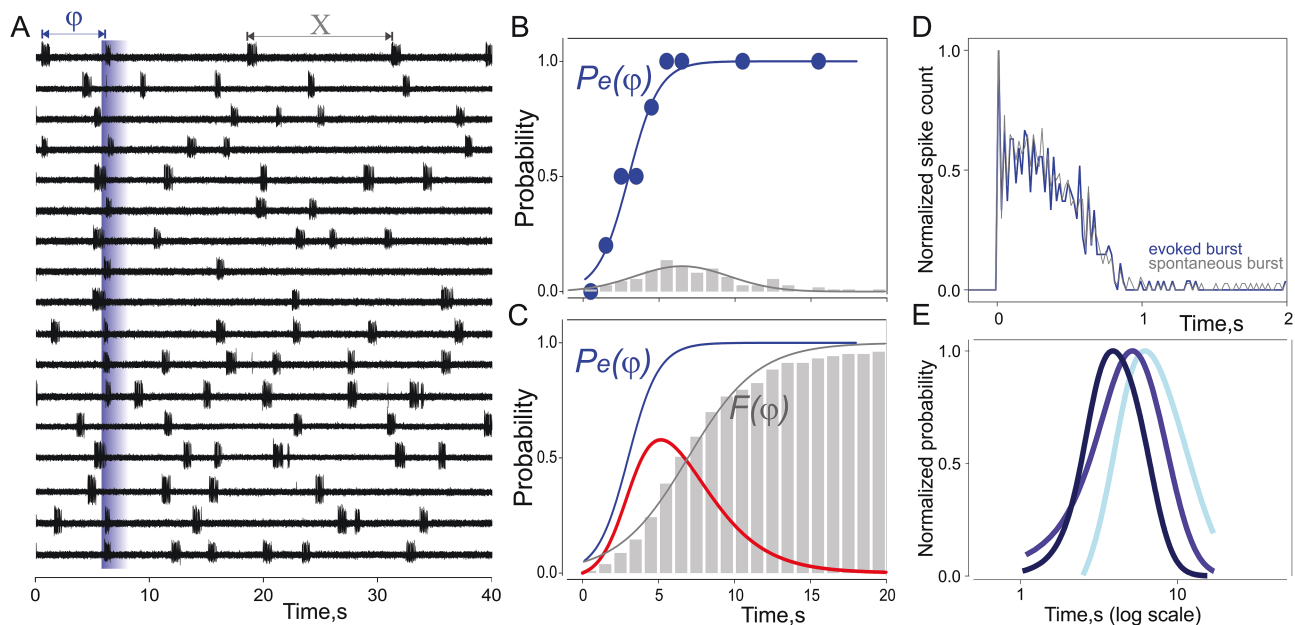 A
φ
X
0
10
20
30
40
Time,s
B
Pe(φ)
Probability
1.0
0.5
0.0
C
Pe(φ)
F(φ)
Probability
1.0
0.5
0.0
0
5
10
15
20
Time,s
D
Normalized spike count
1.0
0.5
0.0
evoked burst
spontaneous burst
0
1
2
Time,s
E
Normalized probability
1.0
0.5
0.0
1
10
Time,s (log scale)